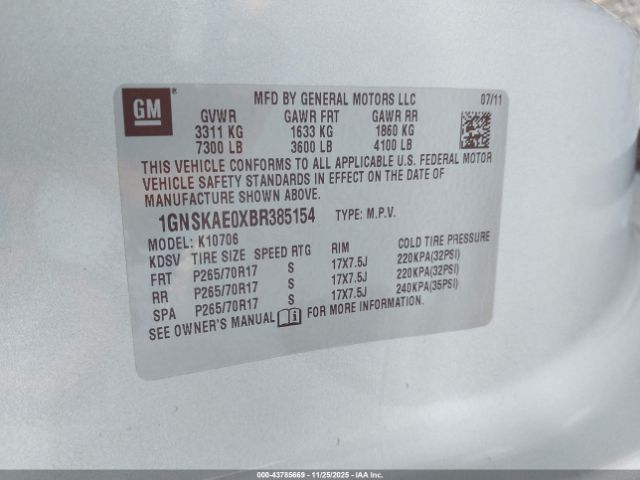 GM ®
MFD BY GENERAL MOTORS LLC 07/11
GVWR GAWR FRT GAWR RR
3311 KG 1633 KG 1860 KG
7300 LB 3600 LB 4100 LB
THIS VEHICLE CONFORMS TO ALL APPLICABLE U.S. FEDERAL MOTOR
VEHICLE SAFETY STANDARDS IN EFFECT ON THE DATE OF
MANUFACTURE SHOWN ABOVE.
1GNSKAE0XBR385154 TYPE: M.P.V.
MODEL: K10706
KDSV TIRE SIZE SPEED RTG RIM COLD TIRE PRESSURE
FRT P265/70R17 S 17X7.5J 220KPA(32PSI)
RR P265/70R17 S 17X7.5J 220KPA(32PSI)
SPA P265/70R17 S 17X7.5J 240KPA(35PSI)
SEE OWNER'S MANUAL FOR MORE INFORMATION.
© IAA - 43785669 - 11/25/2025 - IAAI.COM